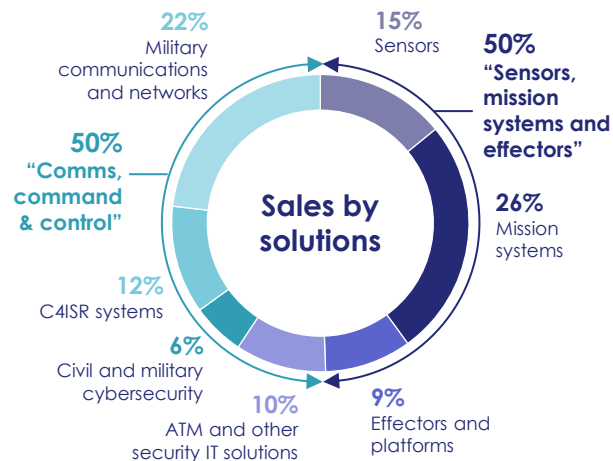 22%
Military
communications
and networks
15%
Sensors
50%
“Sensors,
mission
systems and
effectors”
50%
“Comms,
command
& control”
Sales by
solutions
26%
Mission
systems
12%
C4ISR systems
6%
Civil and military
cybersecurity
10%
ATM and other
security IT solutions
9%
Effectors and
platforms